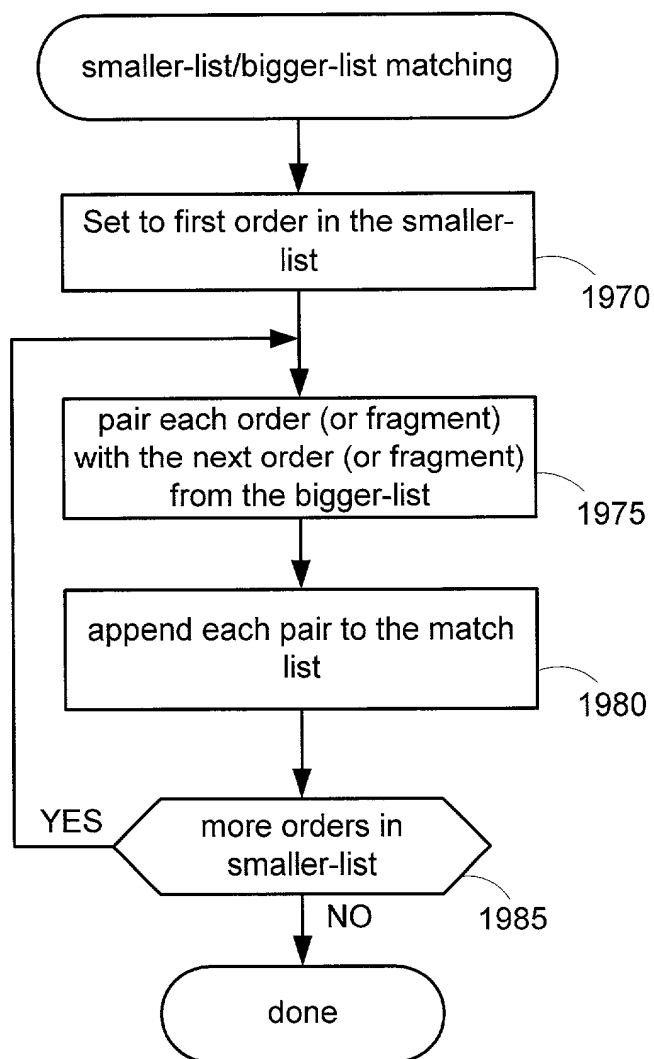 smaller-list/bigger-list matching
Set to first order in the smaller-
list
1970
pair each order (or fragment)
with the next order (or fragment)
from the bigger-list
1975
append each pair to the match
list
1980
YES
more orders in
smaller-list
1985
NO
done